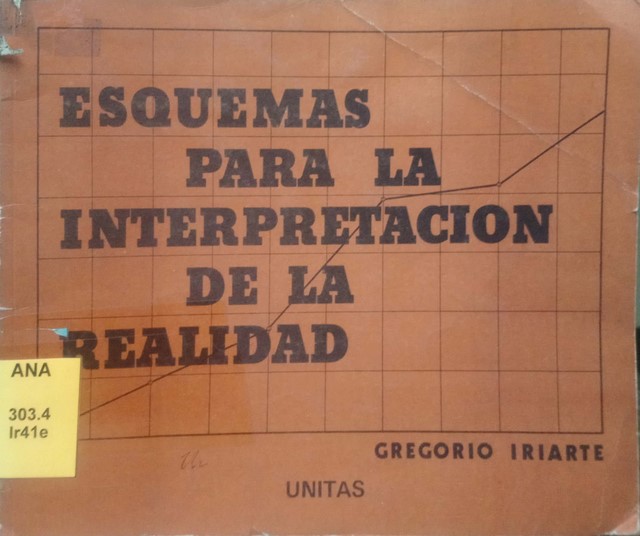 ESQUEMAS
PARA LA
INTERPRETACION
DE LA
REALIDAD
ANA
303.4
Ir41e
GREGORIO IRIARTE
UNITAS